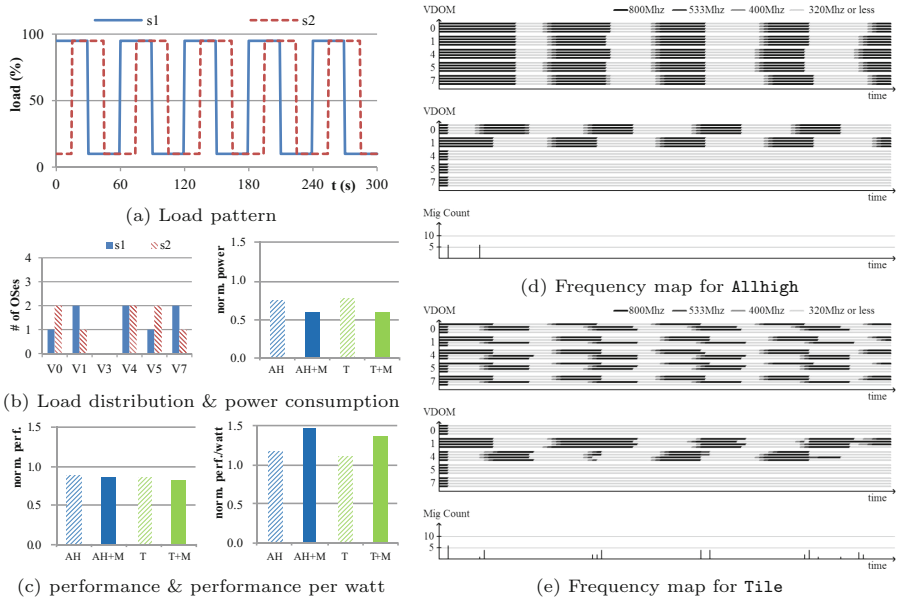 s1 s2
load (%)
100
50
0
0 60 120 180 240 t (s) 300
(a) Load pattern
s1 s2
# of OSes
4
3
2
1
0
V0 V1 V3 V4 V5 V7
norm. power
1.5
1.0
0.5
0.0
AH AH+M T T+M
(b) Load distribution & power consumption
norm. perf.
1.5
1.0
0.5
0.0
AH AH+M T T+M
norm. perf./watt
1.5
1.0
0.5
0.0
AH AH+M T T+M
(c) performance & performance per watt
VDOM 800Mhz 533Mhz 400Mhz 320Mhz or less
0
1
4
5
7
time
VDOM
0
1
4
5
7
time
Mig Count
10
5
time
(d) Frequency map for Allhigh
VDOM 800Mhz 533Mhz 400Mhz 320Mhz or less
0
1
4
5
7
time
VDOM
0
1
4
5
7
time
Mig Count
10
5
time
(e) Frequency map for Tile